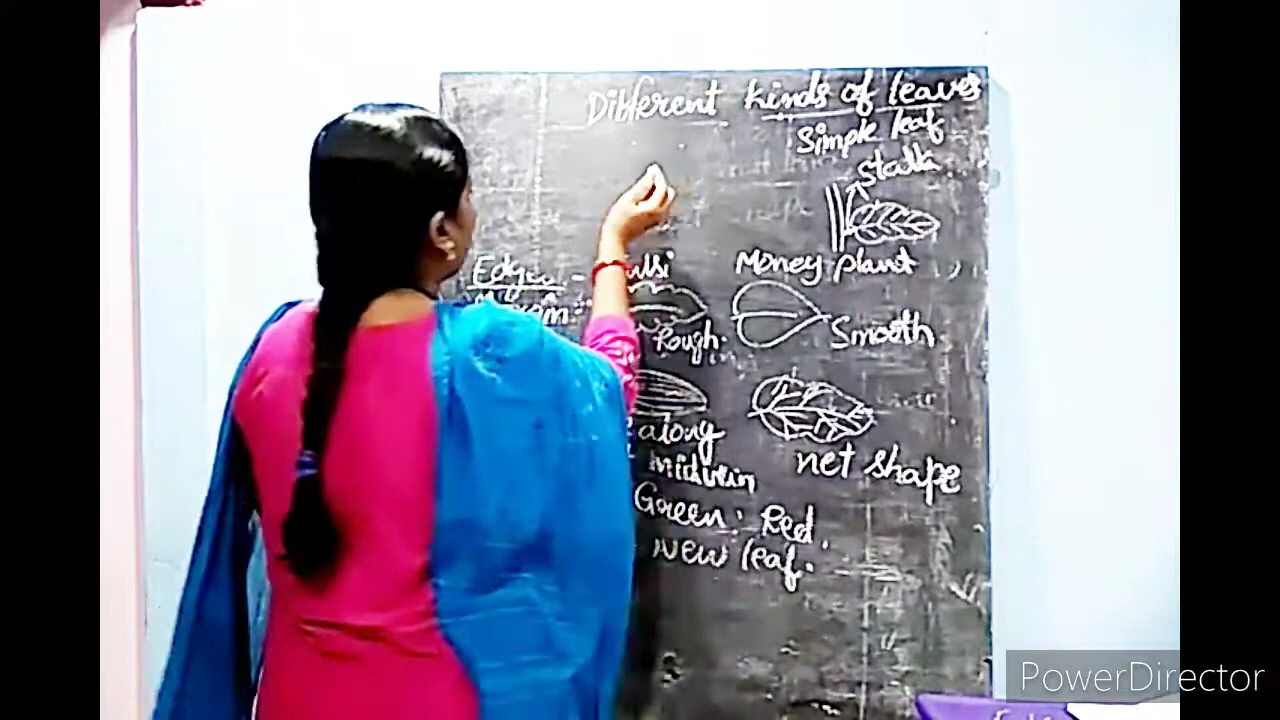 Different kinds of leaves
Simple leaf
Stalk
Money plant
Rough.
Smooth
along
midvein
net shape
Green. Red.
New leaf.
PowerDirector